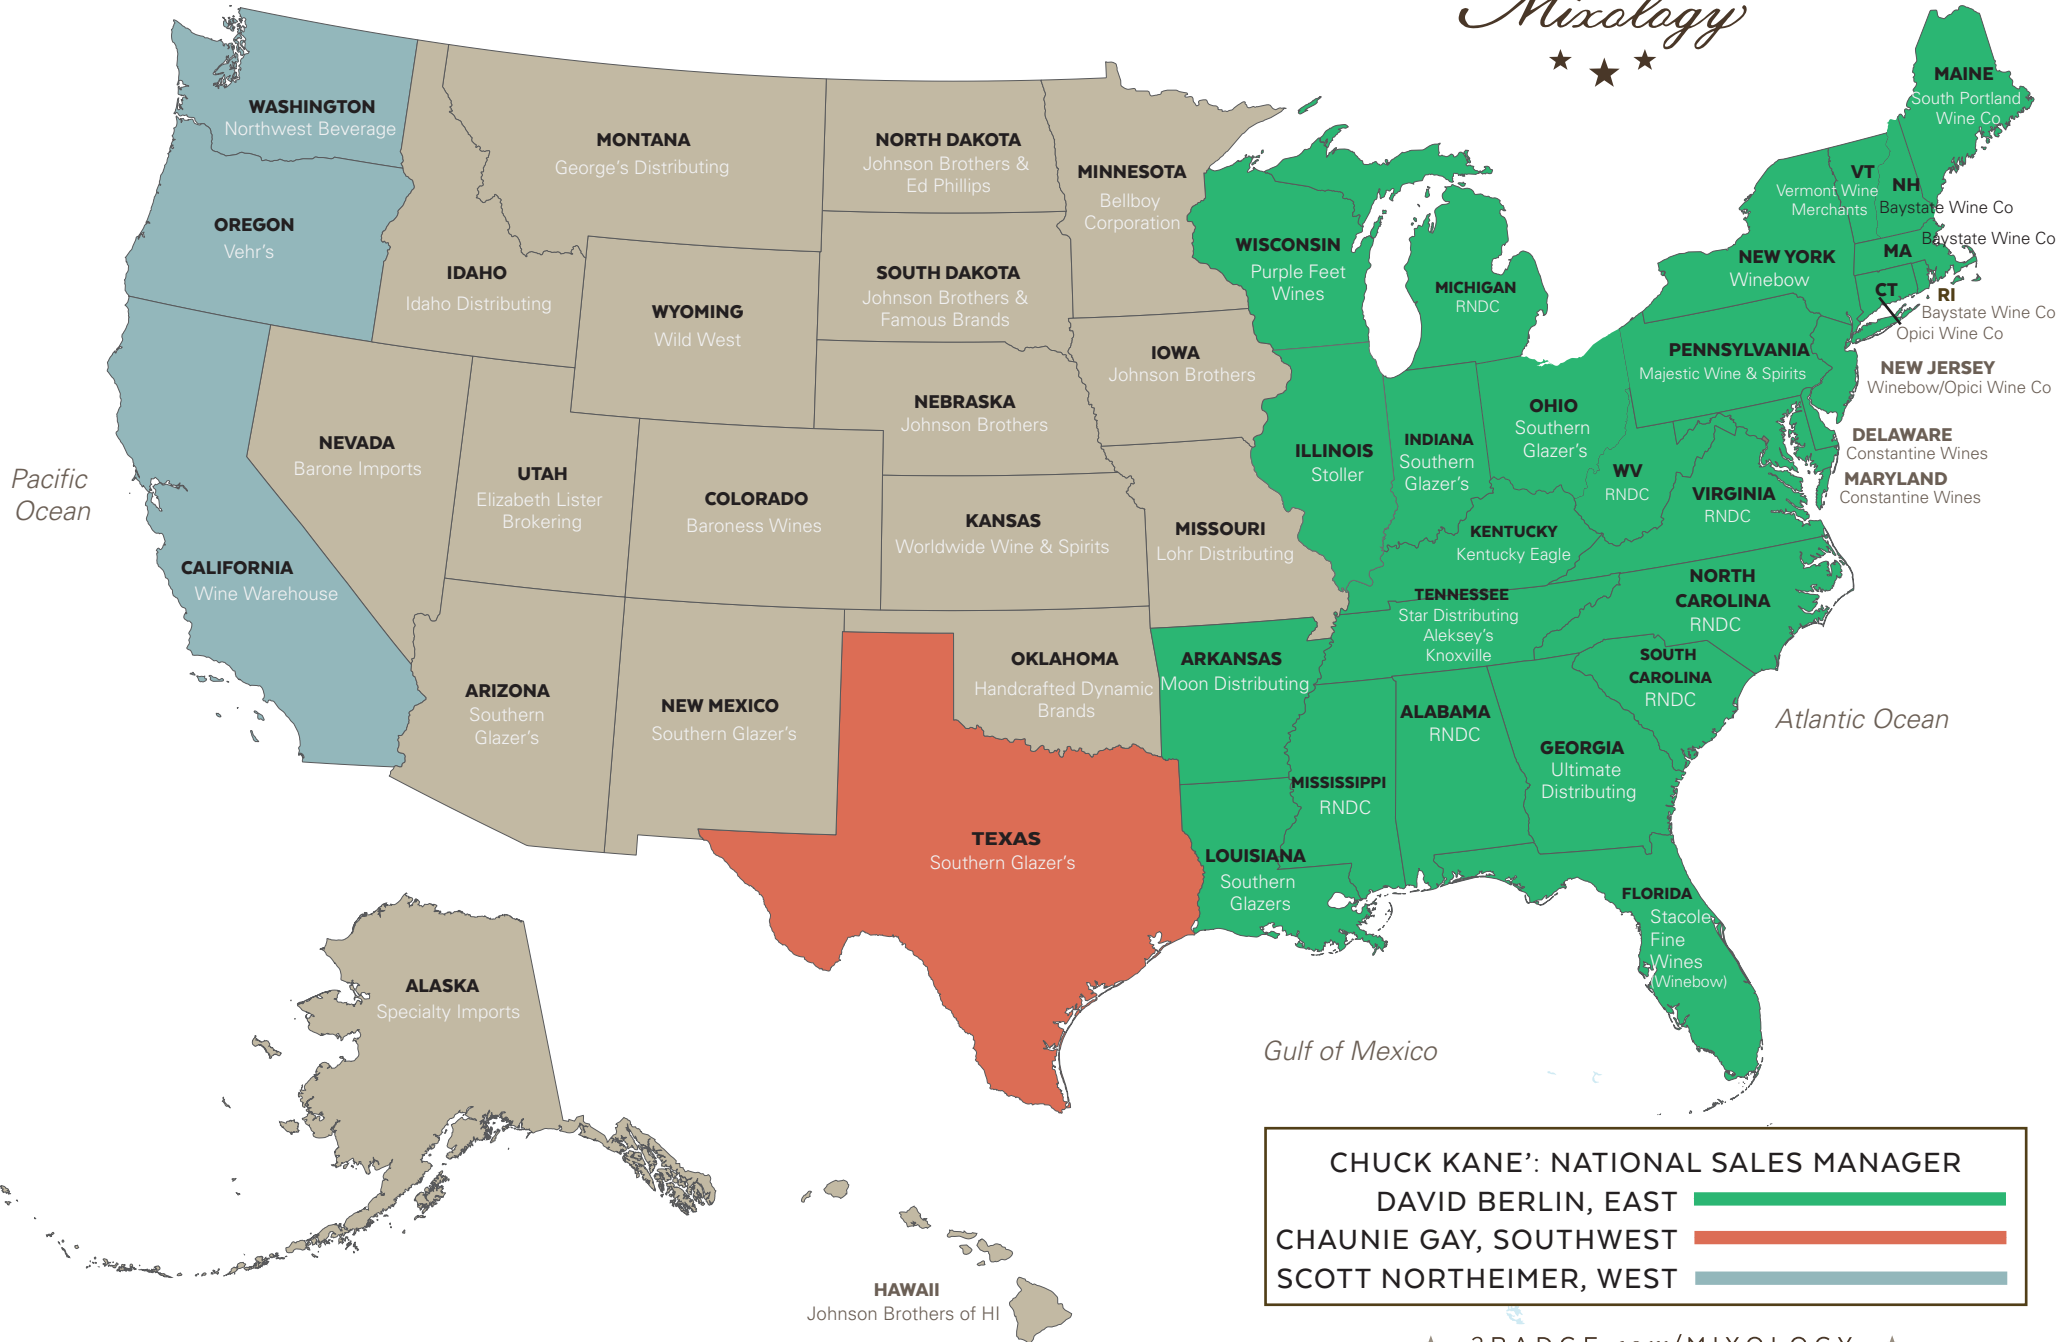 Mixology
WASHINGTON
Northwest Beverage
OREGON
Vehr's
CALIFORNIA
Wine Warehouse
IDAHO
Idaho Distributing
MONTANA
George's Distributing
WYOMING
Wild West
NEVADA
Barone Imports
UTAH
Elizabeth Lister
Brokering
COLORADO
Baroness Wines
ARIZONA
Southern
Glazer's
NEW MEXICO
Southern Glazer's
NORTH DAKOTA
Johnson Brothers &
Ed Phillips
SOUTH DAKOTA
Johnson Brothers &
Famous Brands
NEBRASKA
Johnson Brothers
KANSAS
Worldwide Wine & Spirits
OKLAHOMA
Handcrafted Dynamic
Brands
TEXAS
Southern Glazer's
MINNESOTA
Bellboy
Corporation
IOWA
Johnson Brothers
MISSOURI
Lohr Distributing
ARKANSAS
Moon Distributing
LOUISIANA
Southern
Glazers
WISCONSIN
Purple Feet
Wines
MICHIGAN
RNDC
ILLINOIS
Stoller
INDIANA
Southern
Glazer's
OHIO
Southern
Glazer's
WV
RNDC
VIRGINIA
RNDC
KENTUCKY
Kentucky Eagle
TENNESSEE
Star Distributing
Aleksey's
Knoxville
NORTH
CAROLINA
RNDC
SOUTH
CAROLINA
RNDC
MISSISSIPPI
RNDC
ALABAMA
RNDC
GEORGIA
Ultimate
Distributing
FLORIDA
Stacole
Fine
Wines
(Winebow)
MAINE
South Portland
Wine Co
VT
Vermont Wine
Merchants
NH
Baystate Wine Co
MA
Baystate Wine Co
NEW YORK
Winebow
CT
RI
Baystate Wine Co
Opici Wine Co
PENNSYLVANIA
Majestic Wine & Spirits
NEW JERSEY
Winebow/Opici Wine Co
DELAWARE
Constantine Wines
MARYLAND
Constantine Wines
Pacific
Ocean
Atlantic Ocean
Gulf of Mexico
ALASKA
Specialty Imports
HAWAII
Johnson Brothers of HI
CHUCK KANE': NATIONAL SALES MANAGER
DAVID BERLIN, EAST
CHAUNIE GAY, SOUTHWEST
SCOTT NORTHEIMER, WEST
3BADGE.com/MIXOLOGY